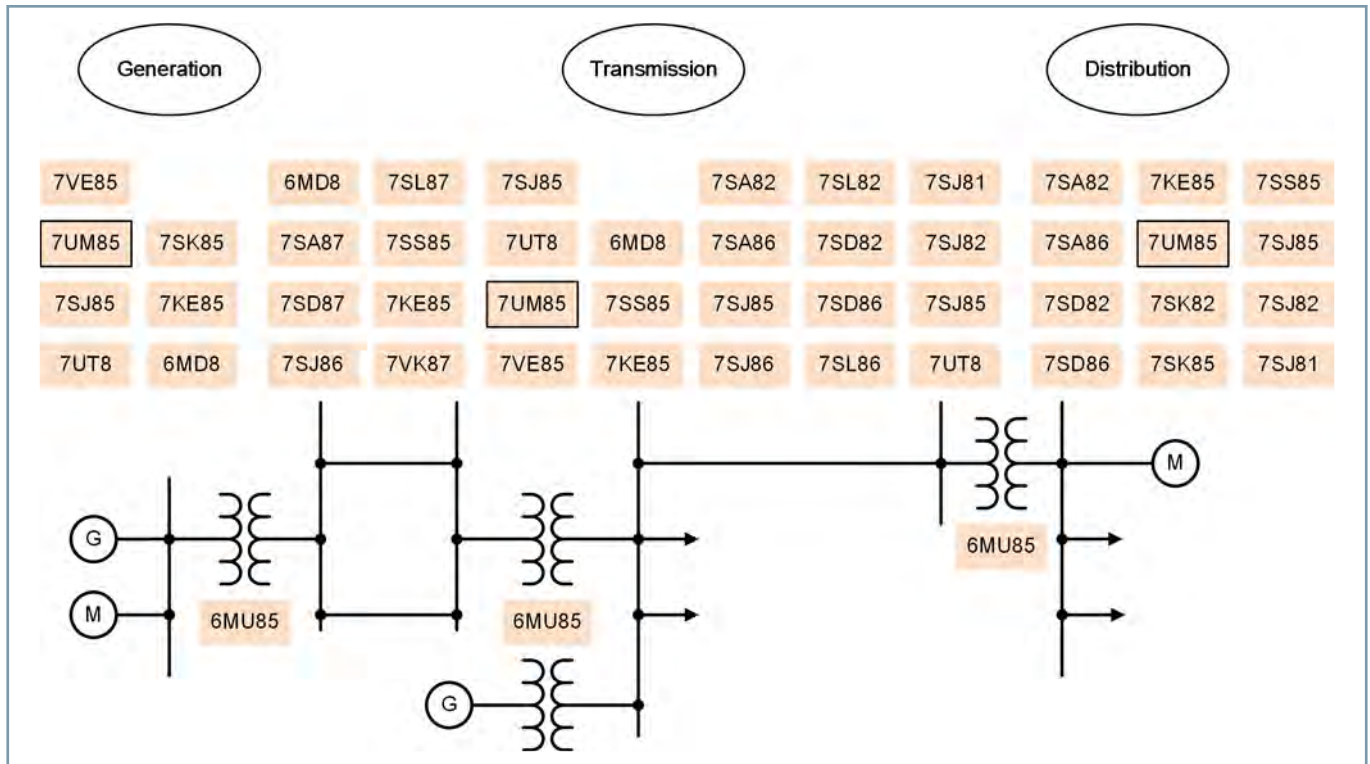 Generation Transmission Distribution
7VE85 6MD8 7SL87 7SJ85 7SA82 7SL82 7SJ81 7SA82 7KE85 7SS85
7UM85 7SK85 7SA87 7SS85 7UT8 6MD8 7SA86 7SD82 7SJ82 7SA86 7UM85 7SJ85
7SJ85 7KE85 7SD87 7KE85 7UM85 7SS85 7SJ85 7SD86 7SJ85 7SD82 7SK82 7SJ82
7UT8 6MD8 7SJ86 7VK87 7VE85 7KE85 7SJ86 7SL86 7UT8 7SD86 7SK85 7SJ81
M
G
6MU85
M
6MU85 6MU85
G